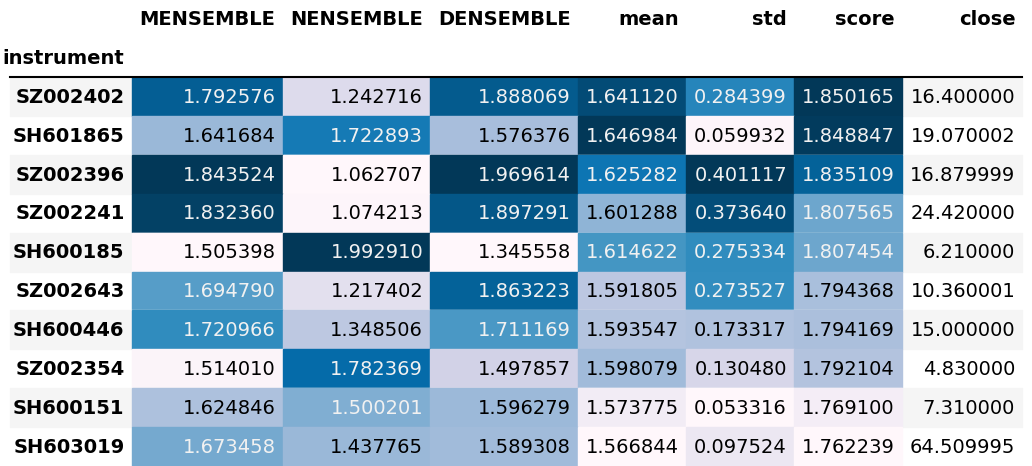 MENSEMBLE NENSEMBLE DENSEMBLE mean std score close
instrument
SZ002402 1.792576 1.242716 1.888069 1.641120 0.284399 1.850165 16.400000
SH601865 1.641684 1.722893 1.576376 1.646984 0.059932 1.848847 19.070002
SZ002396 1.843524 1.062707 1.969614 1.625282 0.401117 1.835109 16.879999
SZ002241 1.832360 1.074213 1.897291 1.601288 0.373640 1.807565 24.420000
SH600185 1.505398 1.992910 1.345558 1.614622 0.275334 1.807454 6.210000
SZ002643 1.694790 1.217402 1.863223 1.591805 0.273527 1.794368 10.360001
SH600446 1.720966 1.348506 1.711169 1.593547 0.173317 1.794169 15.000000
SZ002354 1.514010 1.782369 1.497857 1.598079 0.130480 1.792104 4.830000
SH600151 1.624846 1.500201 1.596279 1.573775 0.053316 1.769100 7.310000
SH603019 1.673458 1.437765 1.589308 1.566844 0.097524 1.762239 64.509995